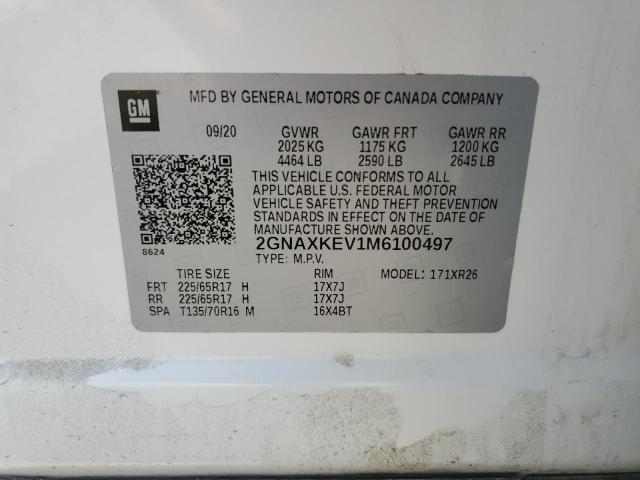 GM
MFD BY GENERAL MOTORS OF CANADA COMPANY
09/20 GVWR GAWR FRT GAWR RR
2025 KG 1175 KG 1200 KG
4464 LB 2590 LB 2645 LB
THIS VEHICLE CONFORMS TO ALL
APPLICABLE U.S. FEDERAL MOTOR
VEHICLE SAFETY AND THEFT PREVENTION
STANDARDS IN EFFECT ON THE DATE OF
MANUFACTURE SHOWN ABOVE.
8624
2GNAXKEV1M6100497
TYPE: M.P.V.
TIRE SIZE RIM MODEL: 171XR26
FRT 225/65R17 H 17X7J
RR 225/65R17 H 17X7J
SPA T135/70R16 M 16X4BT